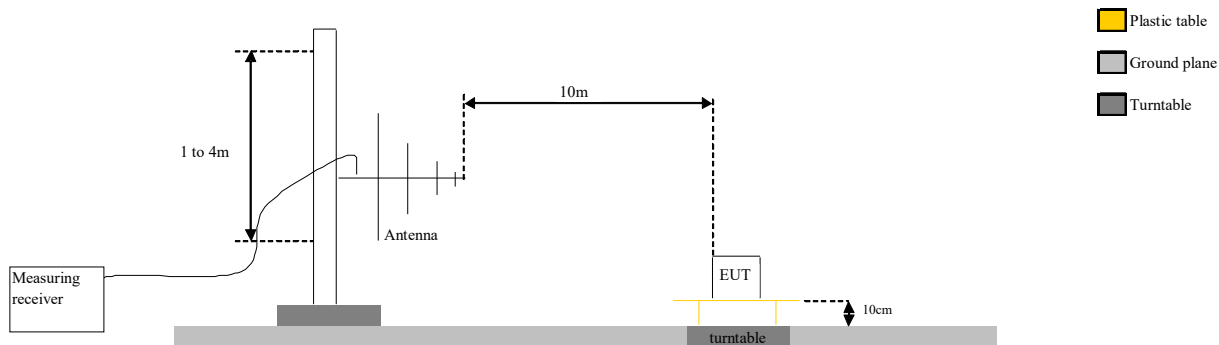 Plastic table
10m
Ground plane
Turntable
1 to 4m
Antenna
Measuring
receiver
EUT
10cm
turntable